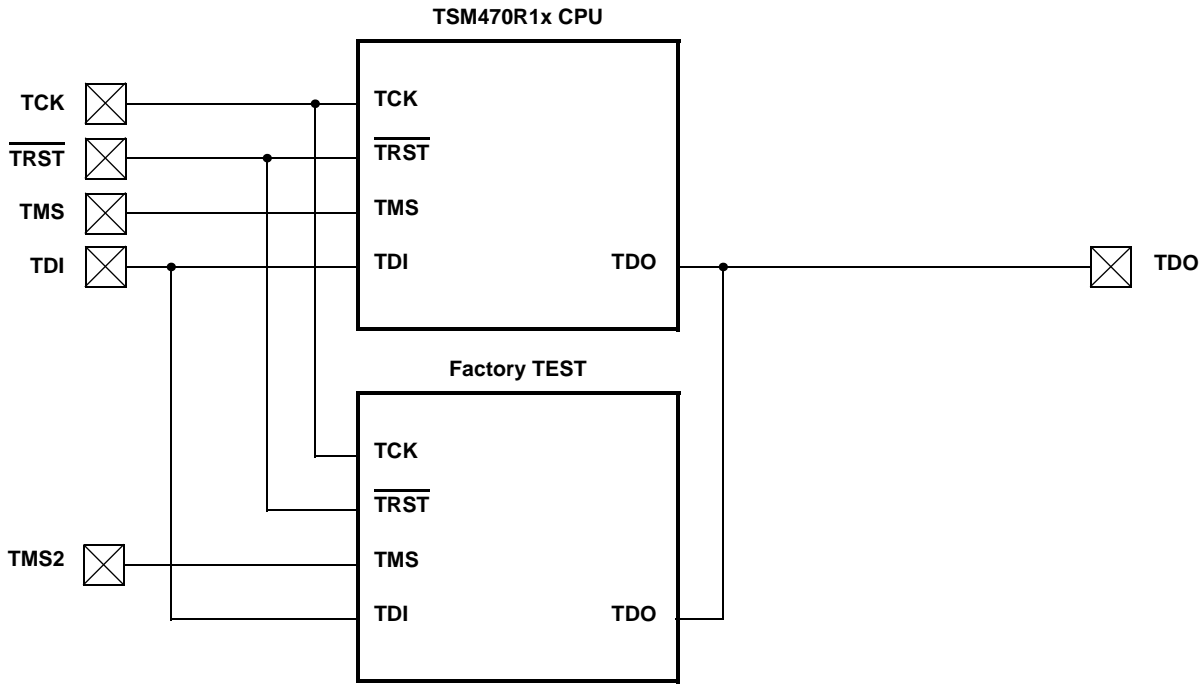 TSM470R1x CPU
TCK
TCK
TRST
TRST
TMS
TMS
TDI
TDI
TDO
TDO
Factory TEST
TCK
TRST
TMS2
TMS
TDI
TDO